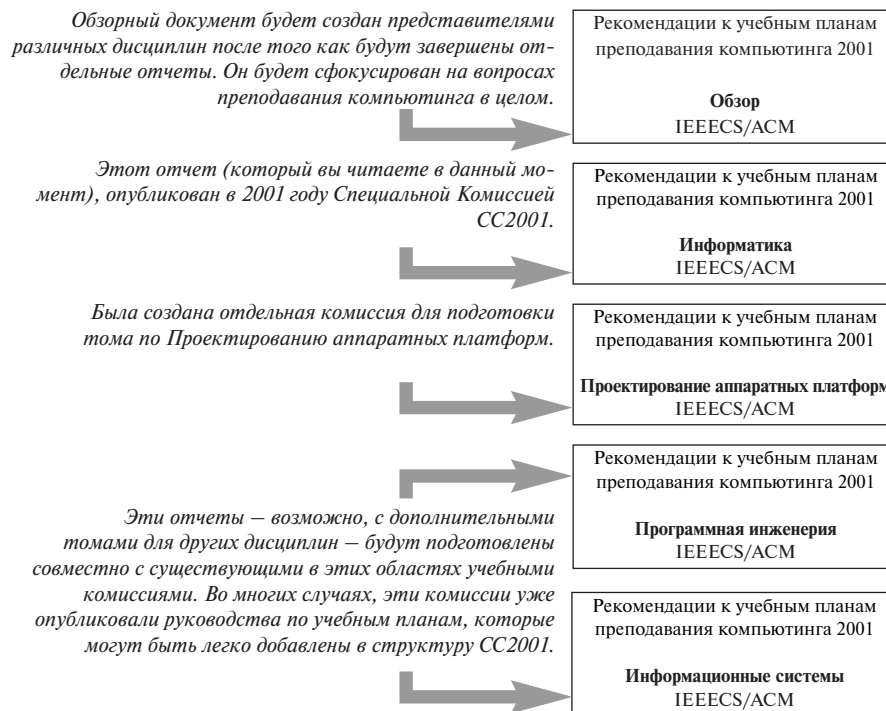 Обзорный документ будет создан представителями
различных дисциплин после того как будут завершены от-
дельные отчеты. Он будет сфокусирован на вопросах
преподавания компьютинга в целом.
Рекомендации к учебным планам
преподавания компьютинга 2001
Обзор
IEEECS/ACM
Этот отчет (который вы читаете в данный мо-
мент), опубликован в 2001 году Специальной Комиссией
CC2001.
Рекомендации к учебным планам
преподавания компьютинга 2001
Информатика
IEEECS/ACM
Была создана отдельная комиссия для подготовки
тома по Проектированию аппаратных платформ.
Рекомендации к учебным планам
преподавания компьютинга 2001
Проектирование аппаратных платформ
IEEECS/ACM
Эти отчеты – возможно, с дополнительными
томами для других дисциплин – будут подготовлены
совместно с существующими в этих областях учебными
комиссиями. Во многих случаях, эти комиссии уже
опубликовали руководства по учебным планам, которые
могут быть легко добавлены в структуру CC2001.
Рекомендации к учебным планам
преподавания компьютинга 2001
Программная инженерия
IEEECS/ACM
Рекомендации к учебным планам
преподавания компьютинга 2001
Информационные системы
IEEECS/ACM